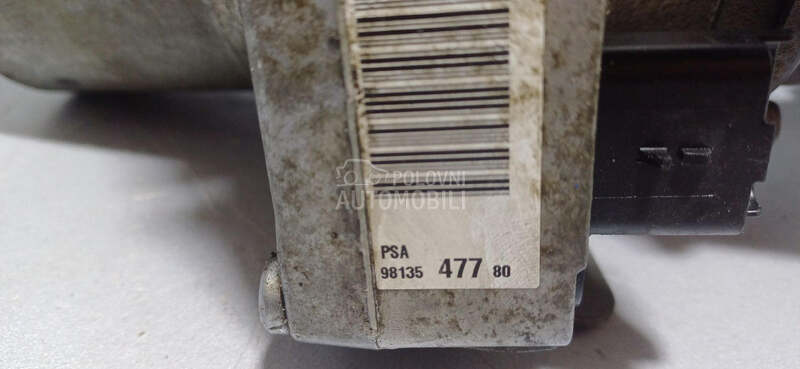 POLOVNI
AUTOMOBILI
PSA
98135 477 80